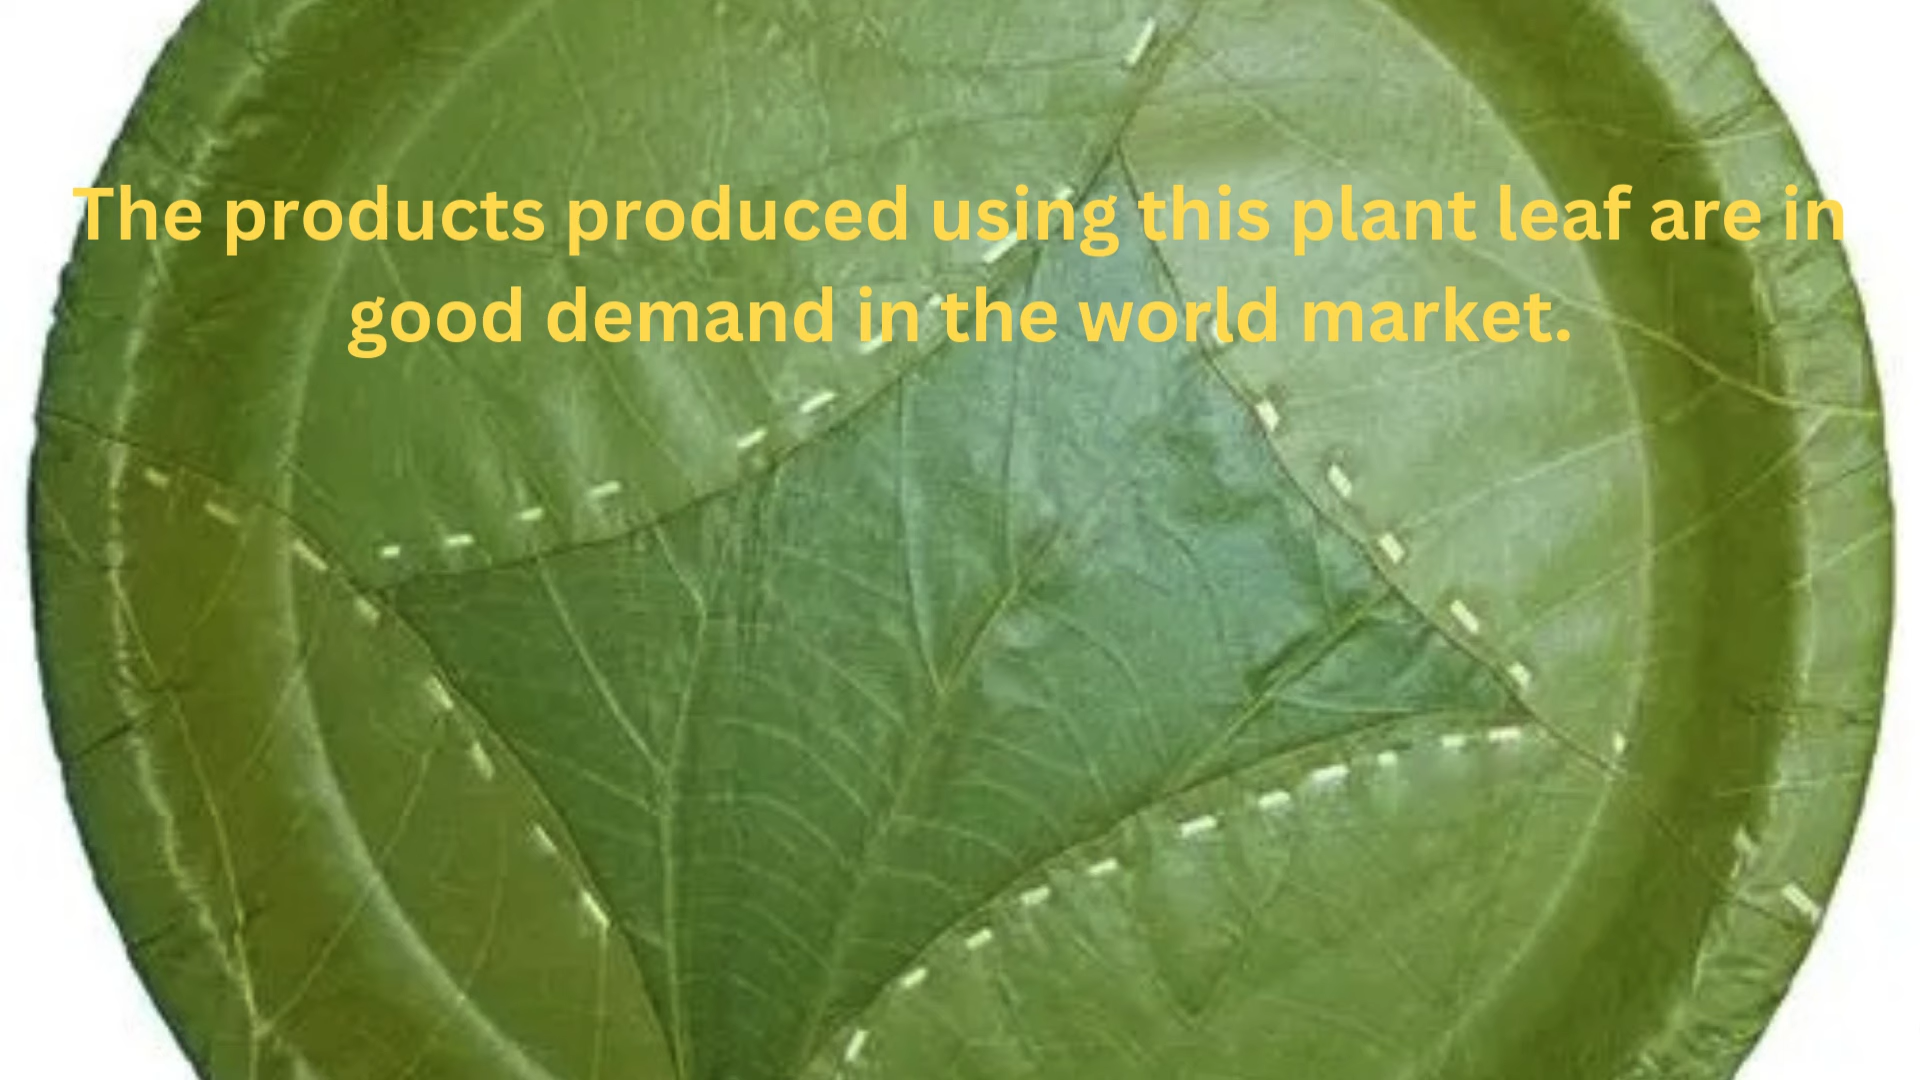 The products produced using this plant leaf are in
good demand in the world market.